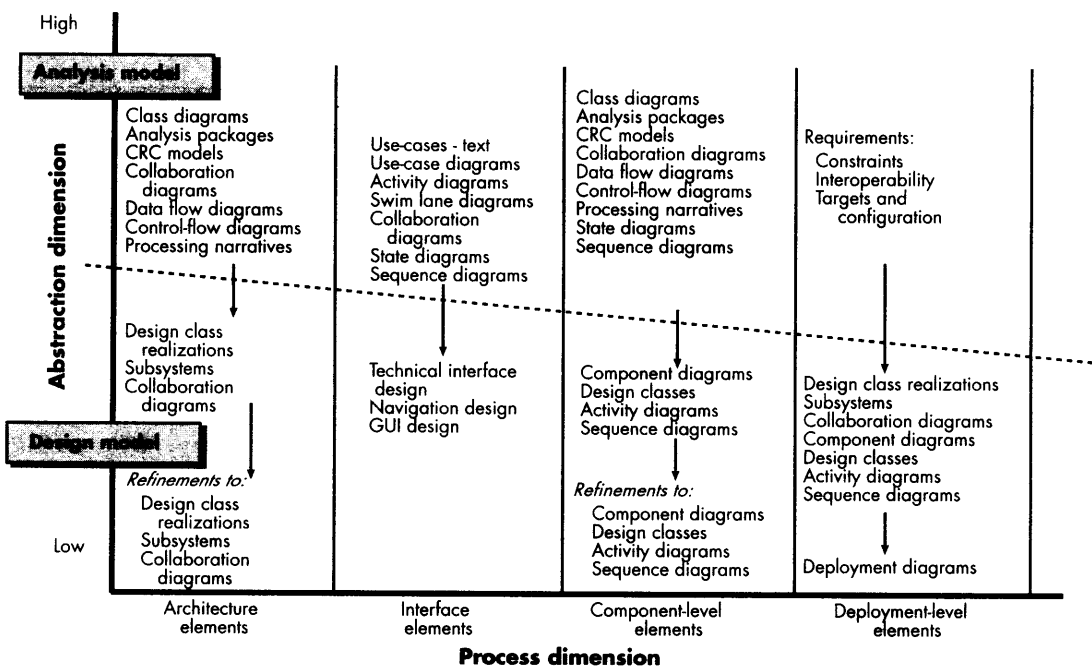 High
Analysis model
Abstraction dimension
Design model
Low
Class diagrams
Analysis packages
CRC models
Collaboration
diagrams
Data flow diagrams
Control-flow diagrams
Processing narratives
Design class
realizations
Subsystems
Collaboration
diagrams
Refinements to:
Design class
realizations
Subsystems
Collaboration
diagrams
Architecture
elements
Use-cases - text
Use-case diagrams
Activity diagrams
Swim lane diagrams
Collaboration
diagrams
State diagrams
Sequence diagrams
Technical interface
design
Navigation design
GUI design
Interface
elements
Class diagrams
Analysis packages
CRC models
Collaboration diagrams
Data flow diagrams
Control-flow diagrams
Processing narratives
State diagrams
Sequence diagrams
Component diagrams
Design classes
Activity diagrams
Sequence diagrams
Refinements to:
Component diagrams
Design classes
Activity diagrams
Sequence diagrams
Component-level
elements
Requirements:
Constraints
Interoperability
Targets and
configuration
Design class realizations
Subsystems
Collaboration diagrams
Component diagrams
Design classes
Activity diagrams
Sequence diagrams
Deployment diagrams
Deployment-level
elements
Process dimension